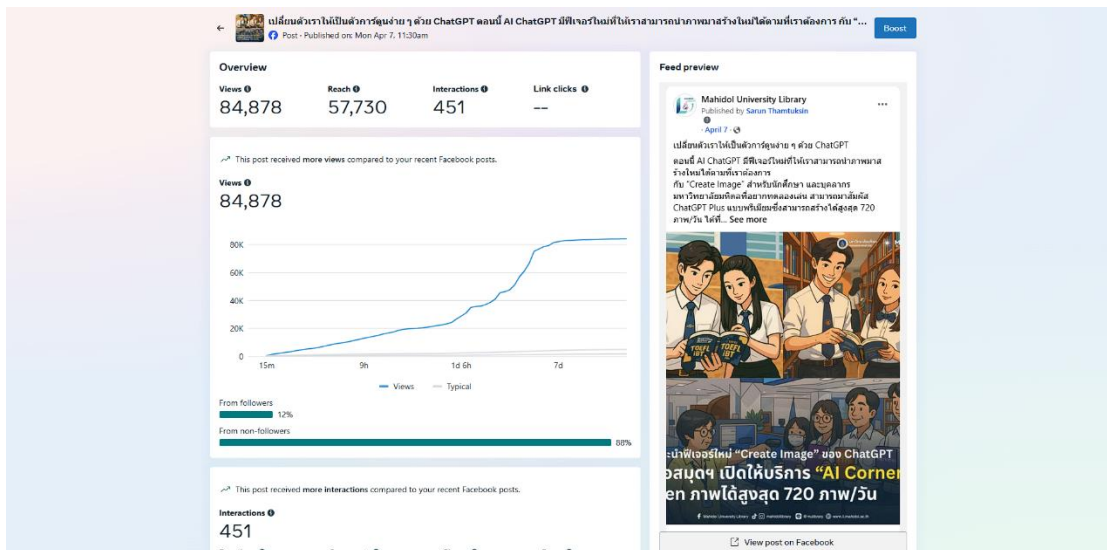 เปลี่ยนตัวเราให้เป็นตัวการ์ตูนง่าย ๆ ด้วย ChatGPT ตอนนี้ AI ChatGPT มีฟีเจอร์ใหม่ที่ให้เราสามารถนำภาพมาสร้างใหม่ได้ตามที่เราต้องการ กับ “...
Post · Published on: Mon Apr 7, 11:30am
Boost
Overview
Views Reach Interactions Link clicks
84,878 57,730 451 --
This post received more views compared to your recent Facebook posts.
Views
84,878
80K
60K
40K
20K
0
15m 9h 1d 6h 7d
Views Typical
From followers
12%
From non-followers
88%
This post received more interactions compared to your recent Facebook posts.
Interactions
451
Feed preview
Mahidol University Library
Published by Sarun Thamtuksin
· April 7 ·
เปลี่ยนตัวเราให้เป็นตัวการ์ตูนง่าย ๆ ด้วย ChatGPT
ตอนนี้ AI ChatGPT มีฟีเจอร์ใหม่ที่ให้เราสามารถนำภาพมาส
ร้างใหม่ได้ตามที่เราต้องการ
กับ "Create Image" สำหรับนักศึกษา และบุคลากร
มหาวิทยาลัยมหิดลที่อยากทดลองเล่น สามารถมาสัมผัส
ChatGPT Plus แบบพรีเมียมซึ่งสามารถสร้างได้สูงสุด 720
ภาพ/วัน ได้ที่... See more
TOEFL iBT
TOEFL iBT
ะนำฟีเจอร์ใหม่ “Create Image” ของ ChatGPT
อสมุดฯ เปิดให้บริการ “AI Corner
en ภาพได้สูงสุด 720 ภาพ/วัน
View post on Facebook